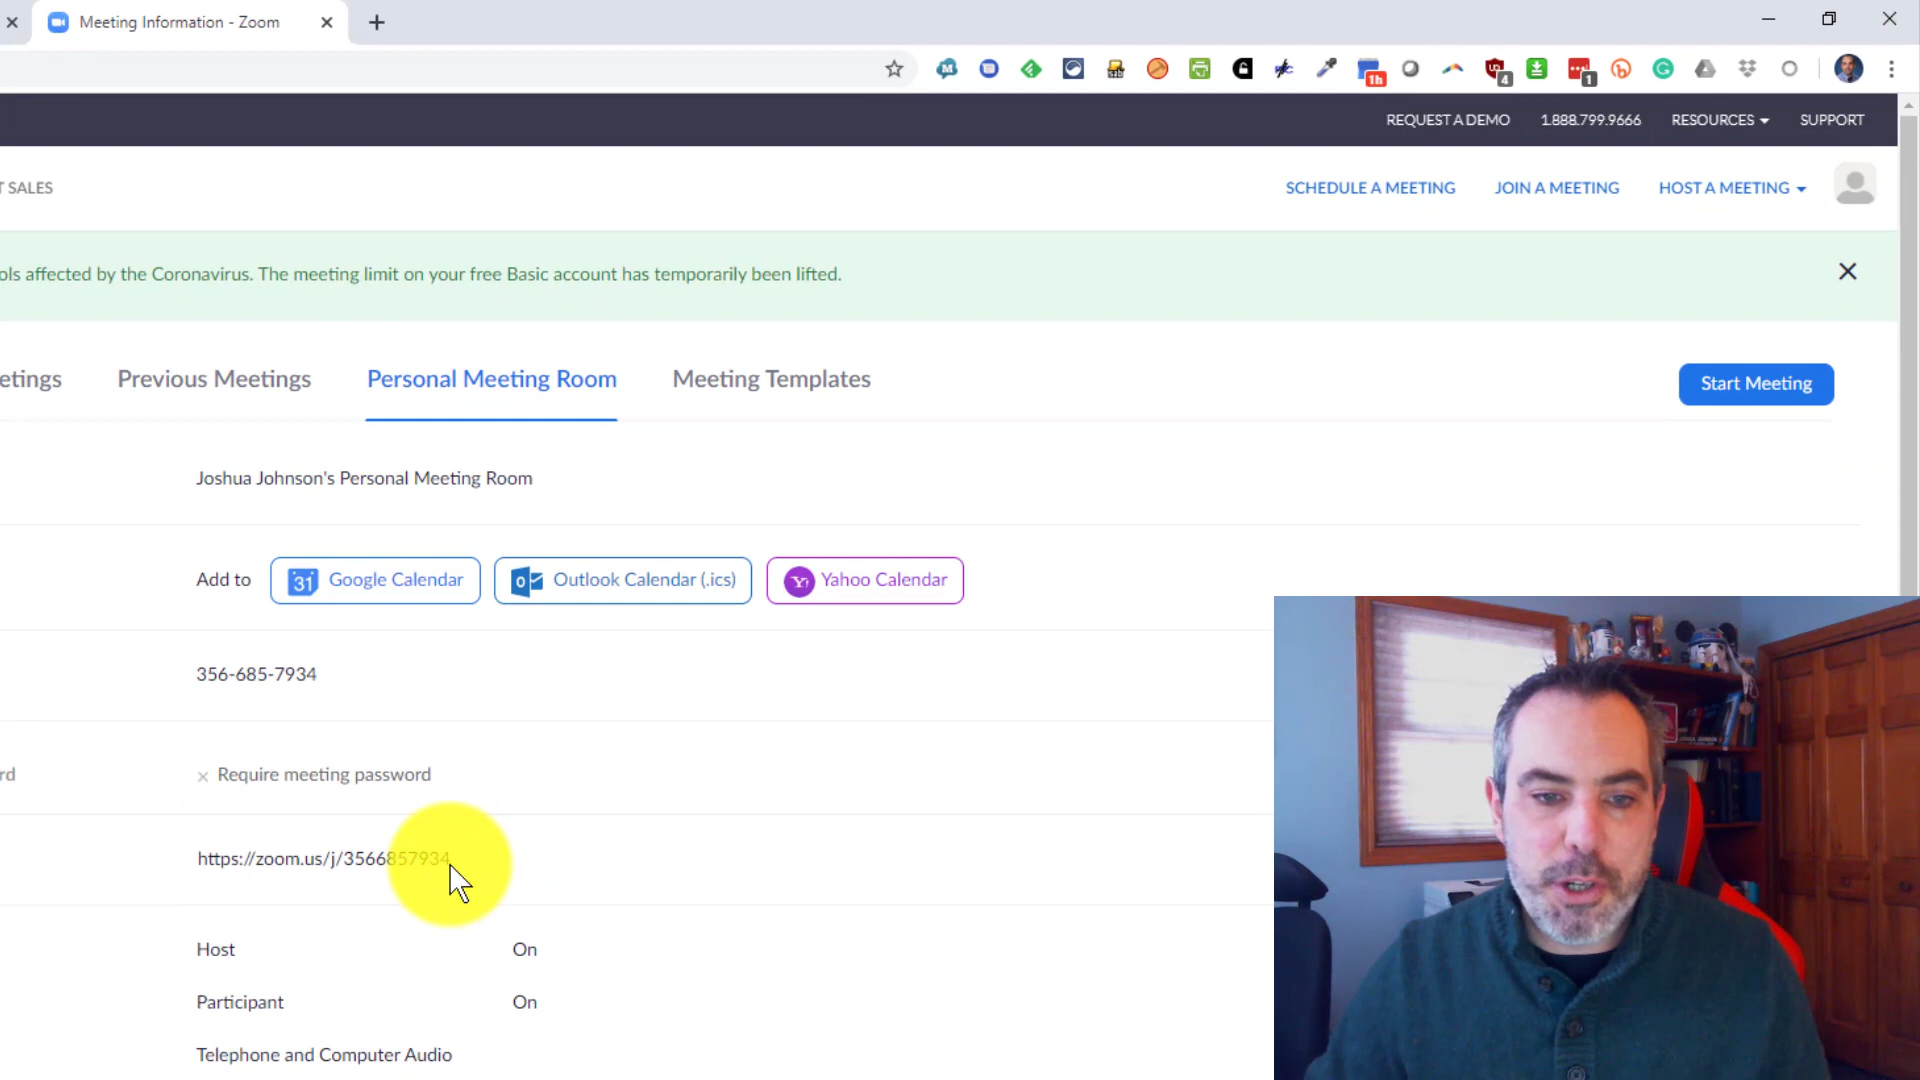 Meeting Information - Zoom
1h
4
1
REQUEST A DEMO 1.888.799.9666 RESOURCES SUPPORT
T SALES SCHEDULE A MEETING JOIN A MEETING HOST A MEETING
ols affected by the Coronavirus. The meeting limit on your free Basic account has temporarily been lifted.
etings Previous Meetings Personal Meeting Room Meeting Templates Start Meeting
Joshua Johnson's Personal Meeting Room
Add to 31 Google Calendar Outlook Calendar (.ics) Yahoo Calendar
356-685-7934
rd × Require meeting password
https://zoom.us/j/3566857934
Host On
Participant On
Telephone and Computer Audio